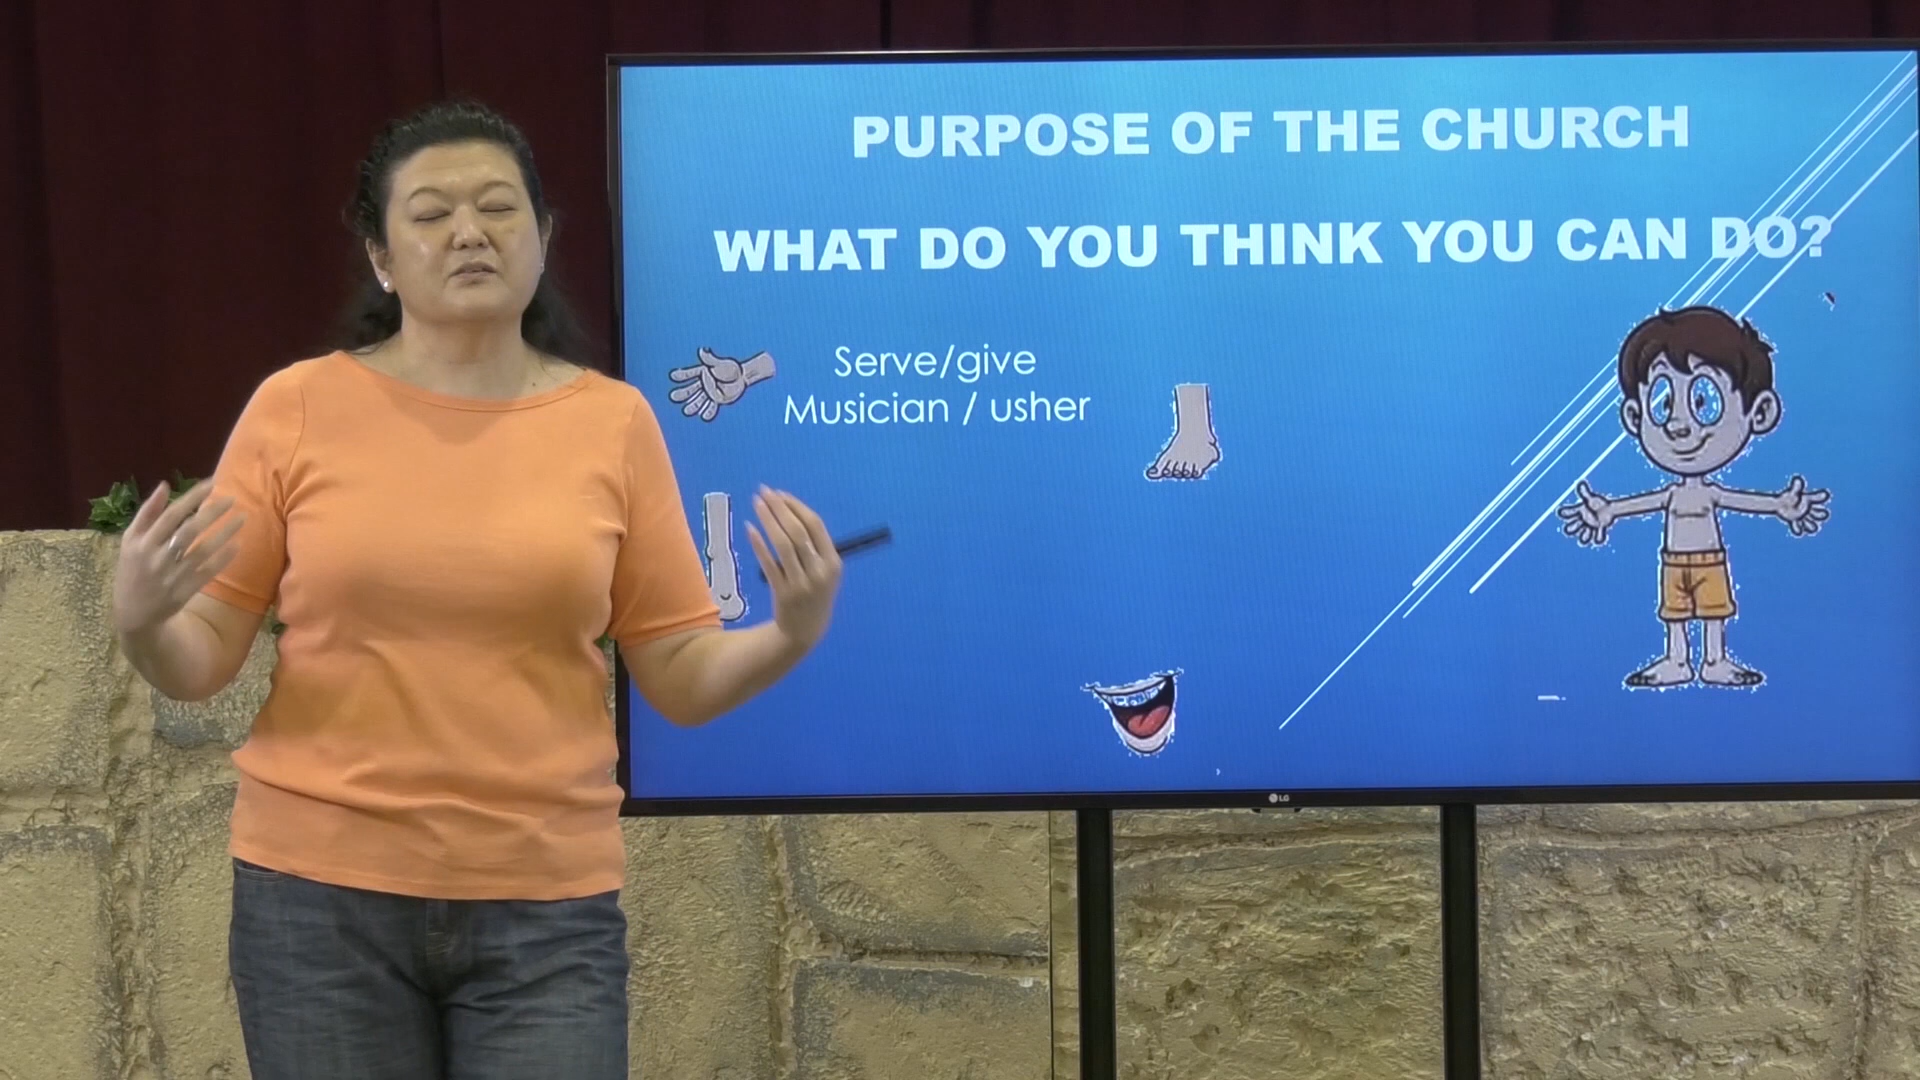 PURPOSE OF THE CHURCH
WHAT DO YOU THINK YOU CAN DO?
Serve/give
Musician / usher
LG